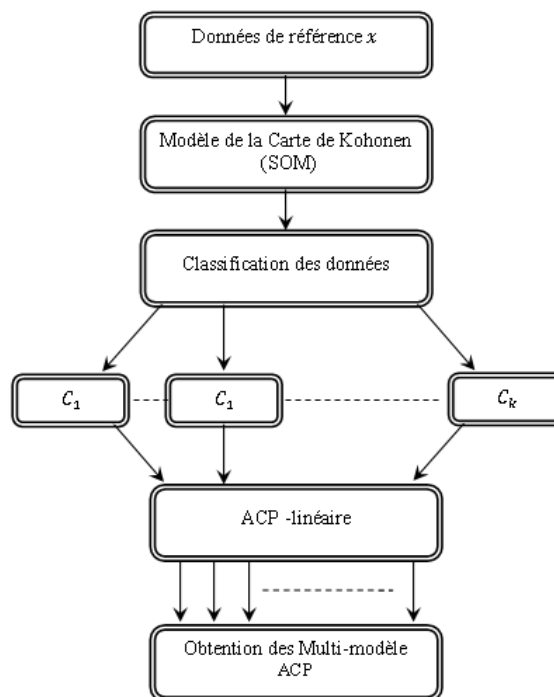 Données de référence x
Modèle de la Carte de Kohonen
(SOM)
Classification des données
C₁ C₁ Cₖ
ACP -linéaire
Obtention des Multi-modèle
ACP